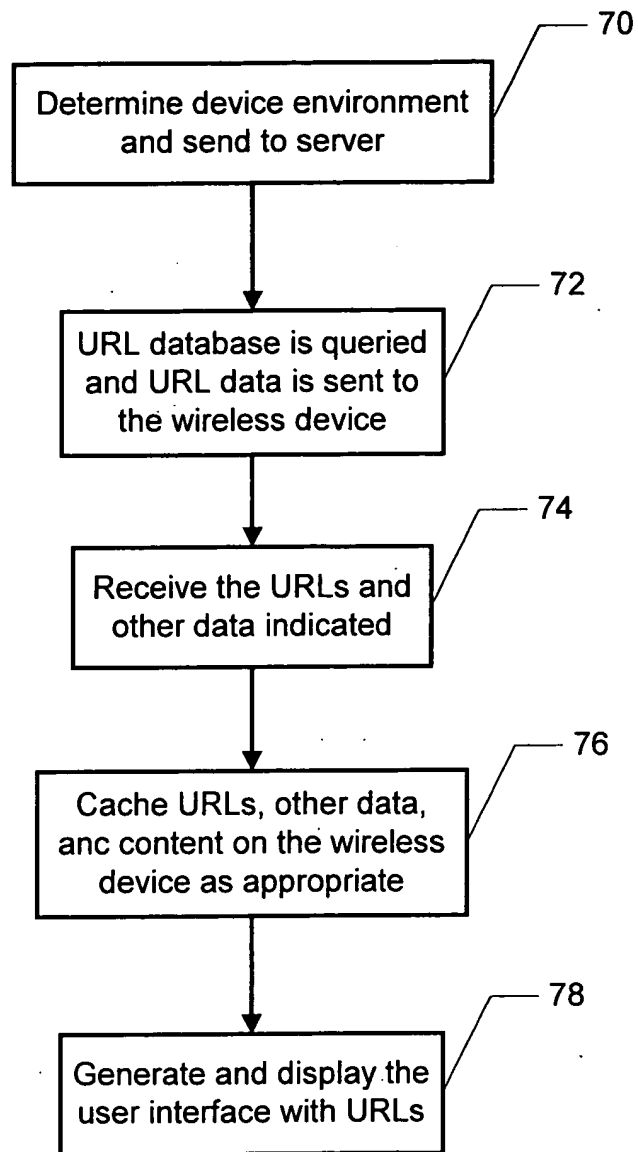 70
Determine device environment
and send to server
72
URL database is queried
and URL data is sent to
the wireless device
74
Receive the URLs and
other data indicated
76
Cache URLs, other data,
anc content on the wireless
device as appropriate
78
Generate and display the
user interface with URLs